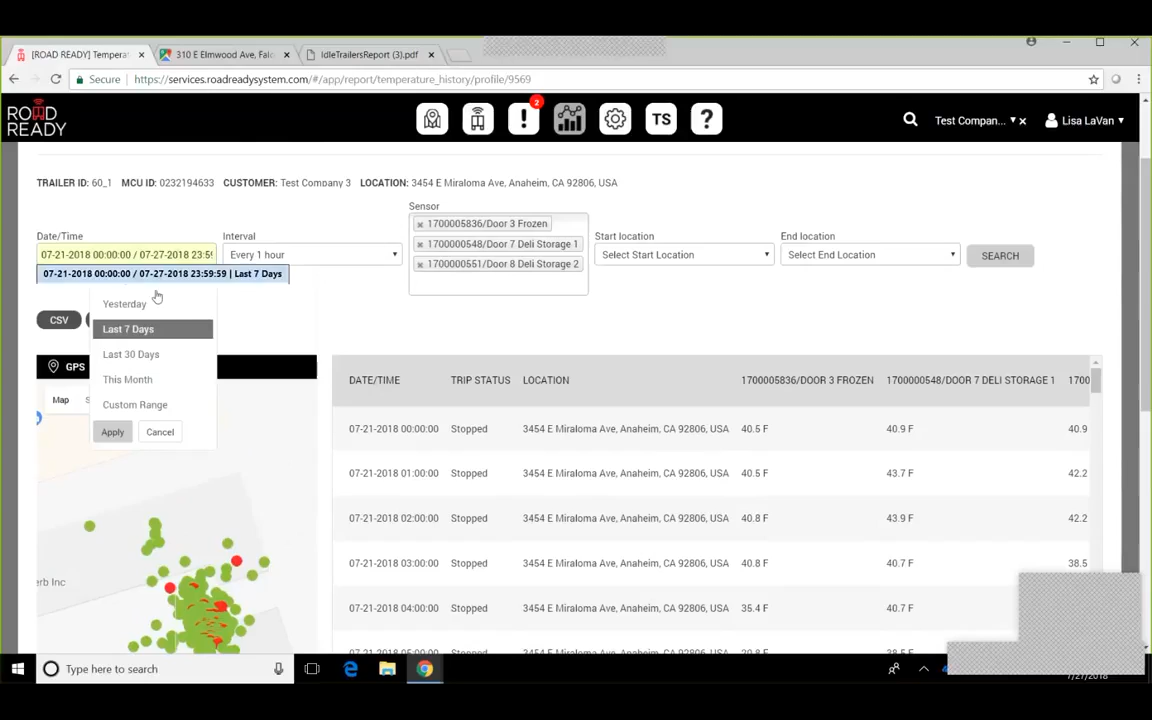 [ROAD READY] Tempera
310 E Elmwood Ave, Falc
IdleTrailersReport (3).pdf
Secure
https://services.roadreadysystem.com/#/app/report/temperature_history/profile/9569
ROAD READY
2
TS
?
Test Compan...
Lisa LaVan
TRAILER ID: 60_1 MCU ID: 0232194633 CUSTOMER: Test Company 3 LOCATION: 3454 E Miraloma Ave, Anaheim, CA 92806, USA
Date/Time
Interval
Sensor
Start location
End location
07-21-2018 00:00:00 / 07-27-2018 23:5
Every 1 hour
1700005836/Door 3 Frozen
1700000548/Door 7 Deli Storage 1
1700000551/Door 8 Deli Storage 2
Select Start Location
Select End Location
SEARCH
07-21-2018 00:00:00 / 07-27-2018 23:59:59 | Last 7 Days
Yesterday
Last 7 Days
Last 30 Days
This Month
Custom Range
Apply
Cancel
CSV
GPS
Map
S
erb Inc
DATE/TIME TRIP STATUS LOCATION 1700005836/DOOR 3 FROZEN 1700000548/DOOR 7 DELI STORAGE 1 1700
07-21-2018 00:00:00 Stopped 3454 E Miraloma Ave, Anaheim, CA 92806, USA 40.5 F 40.9 F 40.9
07-21-2018 01:00:00 Stopped 3454 E Miraloma Ave, Anaheim, CA 92806, USA 40.5 F 43.7 F 42.2
07-21-2018 02:00:00 Stopped 3454 E Miraloma Ave, Anaheim, CA 92806, USA 40.8 F 43.9 F 42.2
07-21-2018 03:00:00 Stopped 3454 E Miraloma Ave, Anaheim, CA 92806, USA 40.8 F 40.7 F 38.5
07-21-2018 04:00:00 Stopped 3454 E Miraloma Ave, Anaheim, CA 92806, USA 35.4 F 40.7 F
Type here to search
7/27/2018